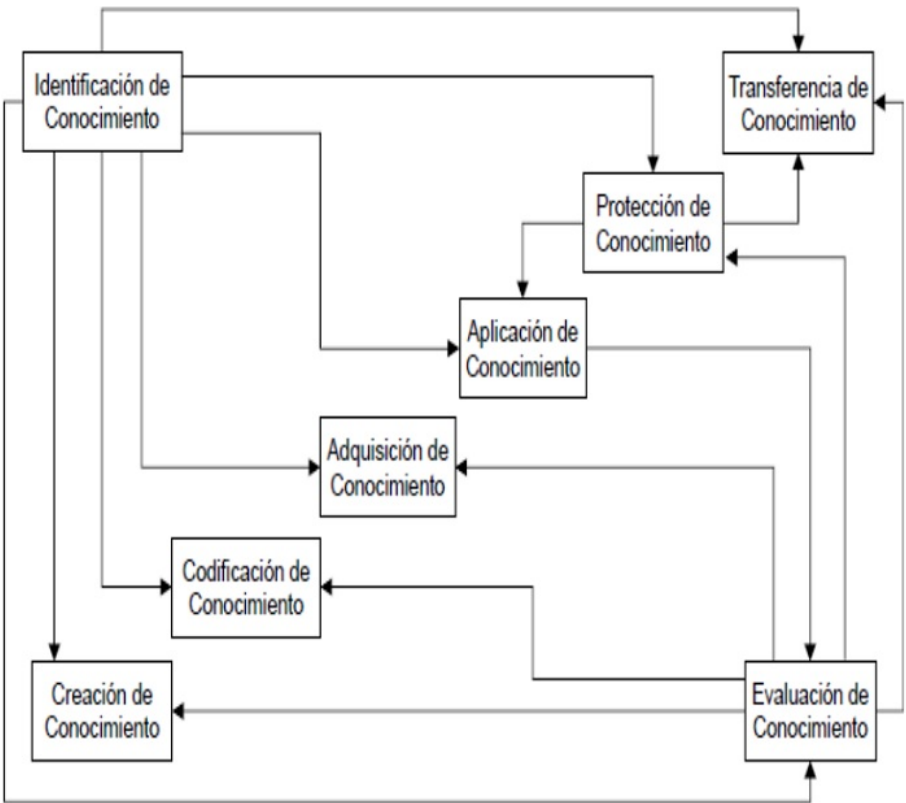 Identificación de
Conocimiento
Transferencia de
Conocimiento
Protección de
Conocimiento
Aplicación de
Conocimiento
Adquisición de
Conocimiento
Codificación de
Conocimiento
Creación de
Conocimiento
Evaluación de
Conocimiento